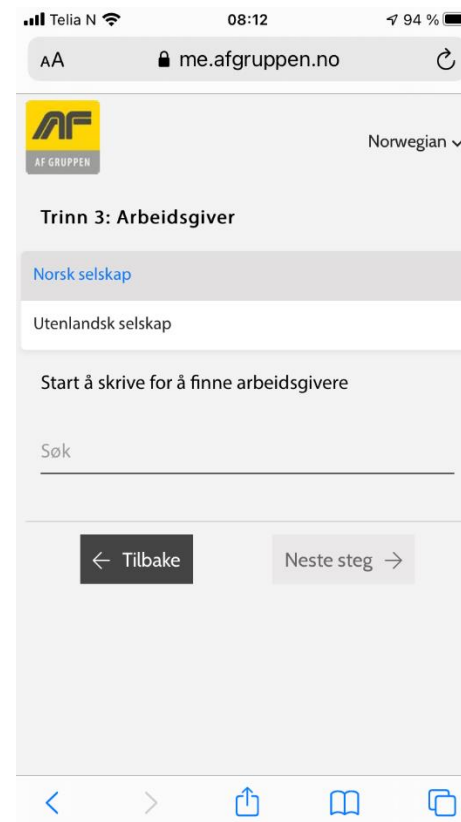 Telia N 08:12 94 %
AA me.afgruppen.no
AF
AF GRUPPEN
Norwegian
Trinn 3: Arbeidsgiver
Norsk selskap
Utenlandsk selskap
Start å skrive for å finne arbeidsgivere
Søk
← Tilbake Neste steg →